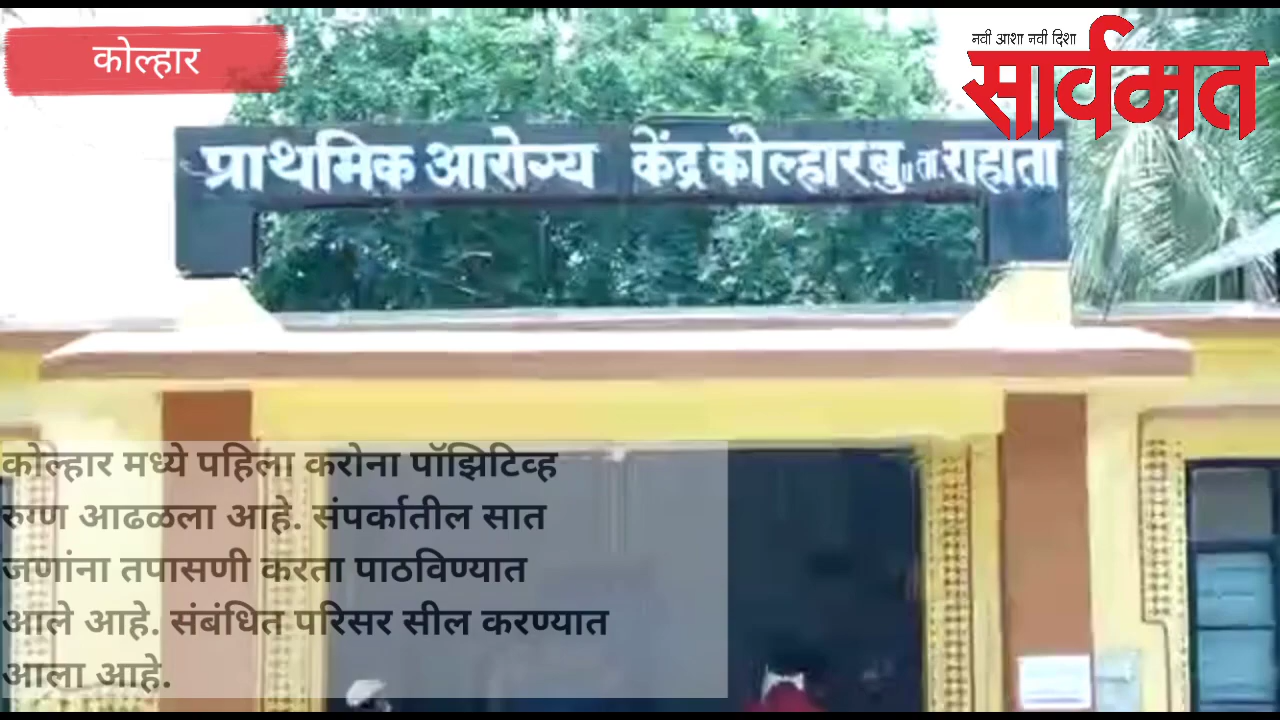 कोल्हार
नवी आशा नवी दिशा
सार्वमत
प्राथमिक आरोग्य केंद्र कोल्हार बु॥ ता. राहाता
कोल्हार मध्ये पहिला करोना पॉझिटिव्ह
रुग्ण आढळला आहे. संपर्कातील सात
जणांना तपासणी करता पाठविण्यात
आले आहे. संबंधित परिसर सील करण्यात
आला आहे.